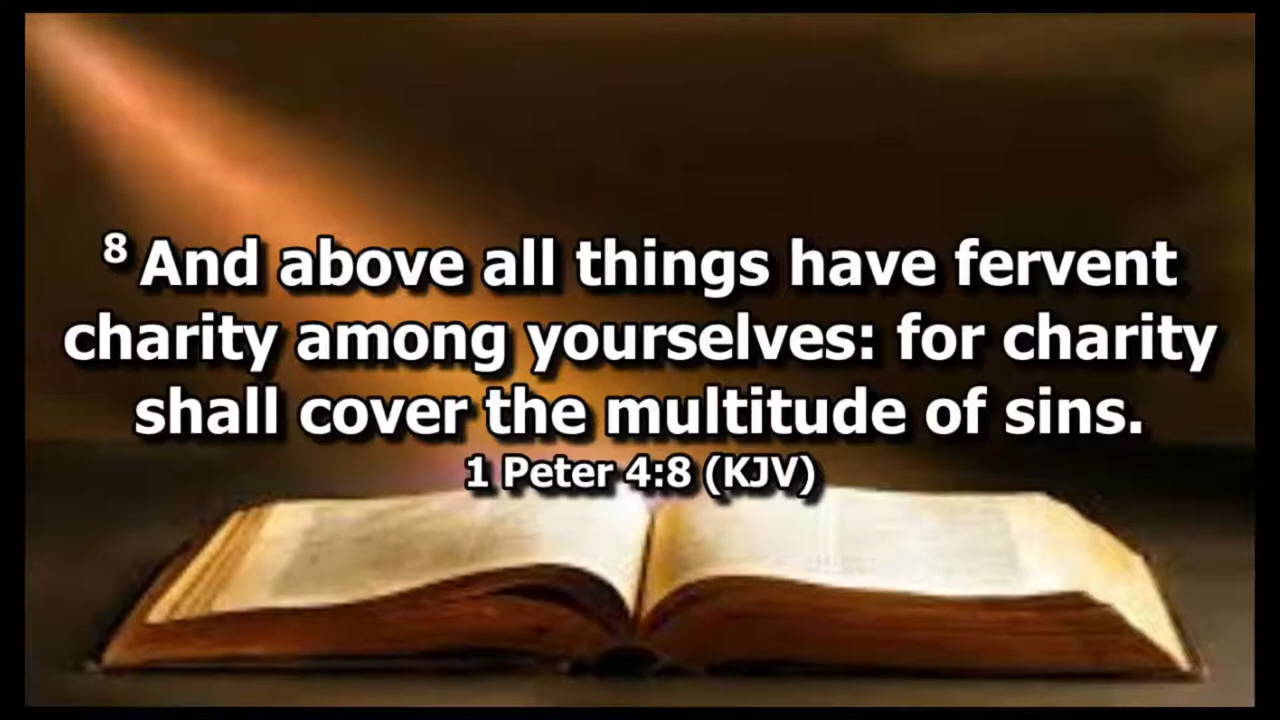 8 And above all things have fervent
charity among yourselves: for charity
shall cover the multitude of sins.
1 Peter 4:8 (KJV)